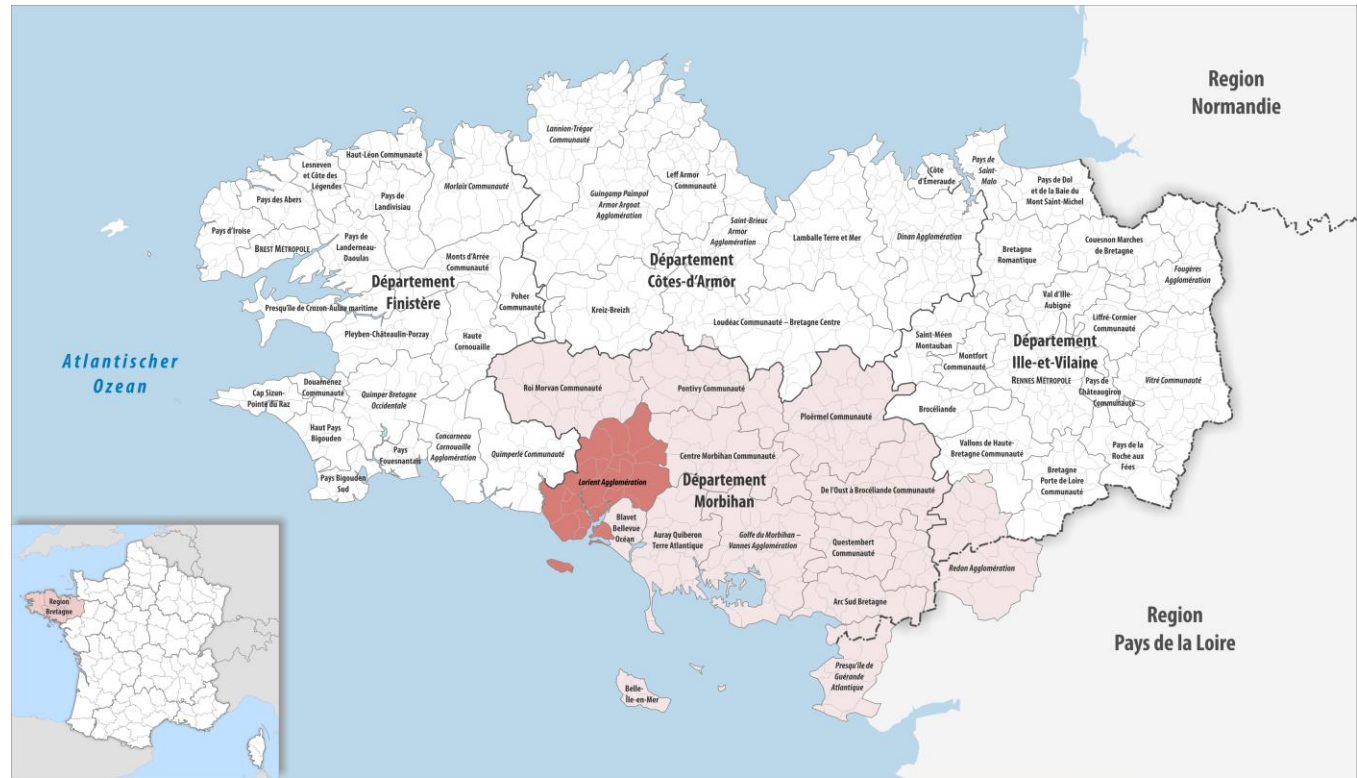 Region
Normandie
Lannion-Trégor
Communauté
Haut-Léon Communauté
Lesneven
et Côte des
Légendes
Morlaix Communauté
Leff Armor
Communauté
Côte
d'Emeraude
Pays de
Saint-
Malo
Pays de Dol
et de la Baie du
Mont Saint-Michel
Pays des Abers
Pays de
Landivisiau
Guingamp Paimpol
Armor Argoat
Agglomération
Saint-Brieuc
Armor
Agglomération
Pays d'Iroise
BREST MÉTROPOLE
Pays de
Landerneau-
Daoulas
Lamballe Terre et Mer
Dinan Agglomération
Bretagne
Romantique
Couesnon Marches
de Bretagne
Fougères
Agglomération
Monts d'Arrée
Communauté
Département
Finistère
Département
Côtes-d'Armor
Presqu'île de Crozon-Aulne maritime
Poher
Communauté
Kreiz-Breizh
Val d'Ille-
Aubigné
Liffré-Cormier
Communauté
Pleyben-Châteaulin-Porzay
Haute
Cornouaille
Loudéac Communauté – Bretagne Centre
Saint-Méen
Montauban
Montfort
Communauté
Département
Ille-et-Vilaine
RENNES MÉTROPOLE
Atlantischer
Ozean
Cap Sizun-
Pointe du Raz
Douarnenez
Communauté
Quimper Bretagne
Occidentale
Roi Morvan Communauté
Pontivy Communauté
Ploërmel Communauté
Brocéliande
Pays de
Châteaugirou
Communauté
Vitré Communauté
Haut Pays
Bigouden
Pays
Fouesnantais
Concarneau
Cornouaille
Agglomération
Quimperlé Communauté
Centre Morbihan Communauté
Vallons de Haute-
Bretagne Communauté
Pays de la
Roche aux
Fées
Pays Bigouden
Sud
Lorient Agglomération
Département
Morbihan
De l'Oust à Brocéliande Communauté
Bretagne
Porte de Loire
Communauté
Blavet
Bellevue
Océan
Auray Quiberon
Terre Atlantique
Golfe du Morbihan –
Vannes Agglomération
Questembert
Communauté
Redon Agglomération
Arc Sud Bretagne
Region
Bretagne
Region
Pays de la Loire
Presqu'île de
Guérande
Atlantique
Belle-
Île-en-Mer